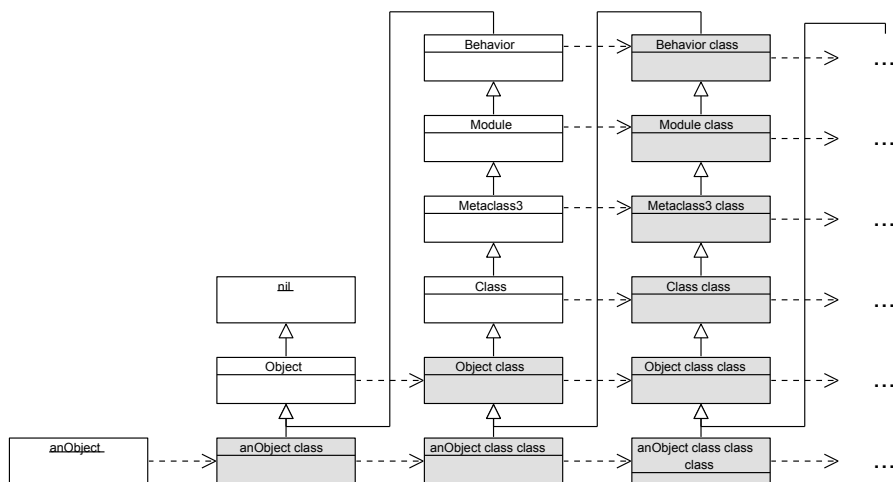 Behavior
Behavior class
...
Module
Module class
...
Metaclass3
Metaclass3 class
...
nil
Class
Class class
...
Object
Object class
Object class class
...
anObject
anObject class
anObject class class
anObject class class
class
...